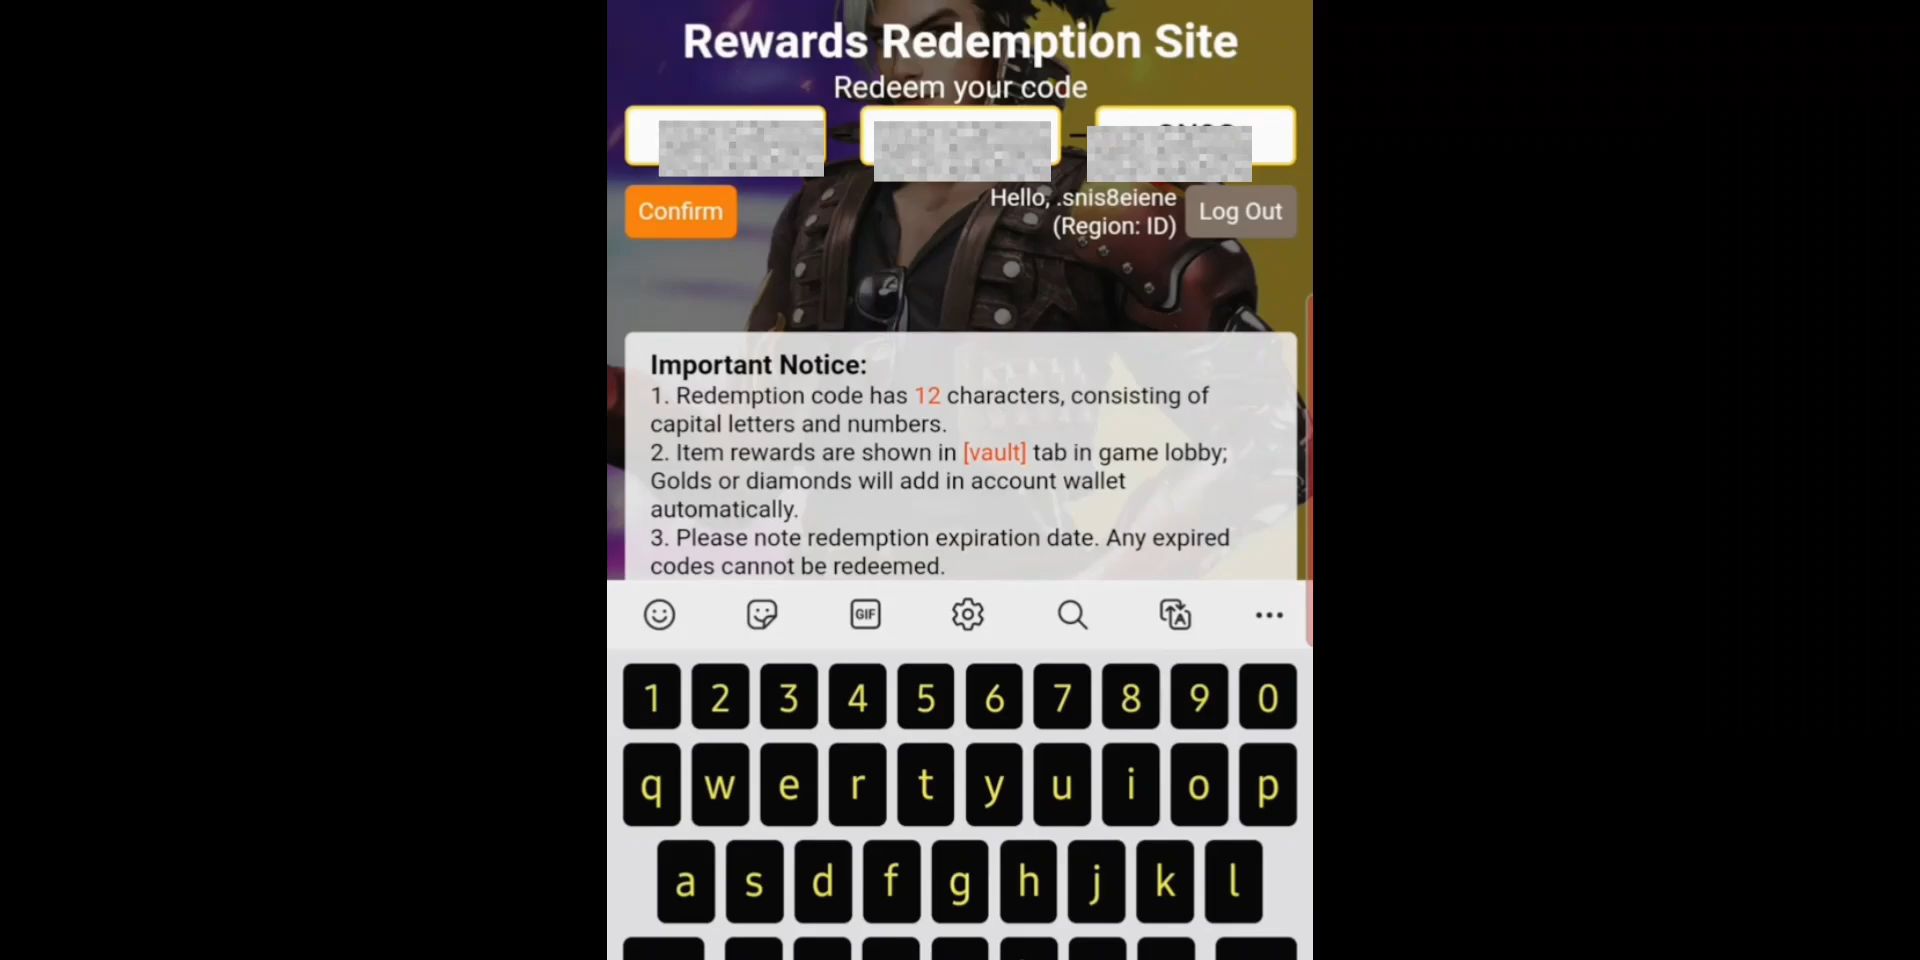 Rewards Redemption Site
Redeem your code
Confirm
Hello, .snis8eiene
(Region: ID)
Log Out
Important Notice:
1. Redemption code has 12 characters, consisting of
capital letters and numbers.
2. Item rewards are shown in [vault] tab in game lobby;
Golds or diamonds will add in account wallet
automatically.
3. Please note redemption expiration date. Any expired
codes cannot be redeemed.
GIF
A
1 2 3 4 5 6 7 8 9 0
q w e r t y u i o p
a s d f g h j k l